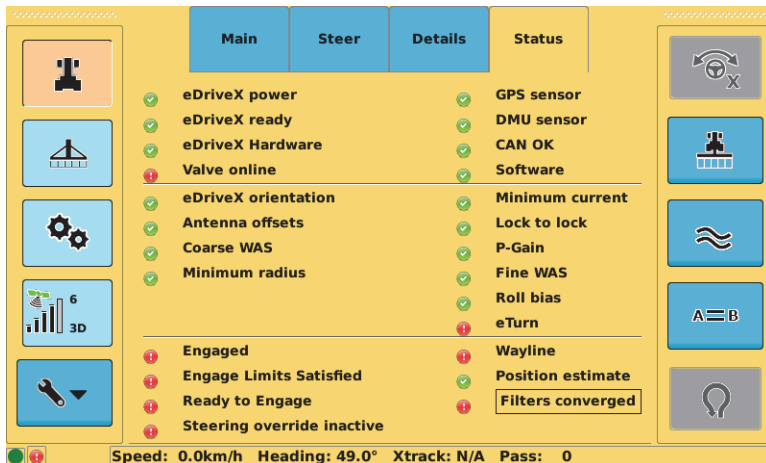 Main Steer Details Status
eDriveX power GPS sensor
eDriveX ready DMU sensor
eDriveX Hardware CAN OK
Valve online Software
eDriveX orientation Minimum current
Antenna offsets Lock to lock
Coarse WAS P-Gain
Minimum radius Fine WAS
Roll bias
eTurn
Engaged Wayline
Engage Limits Satisfied Position estimate
Ready to Engage Filters converged
Steering override inactive
6
3D
X
A B
Speed: 0.0km/h Heading: 49.0° Xtrack: N/A Pass: 0